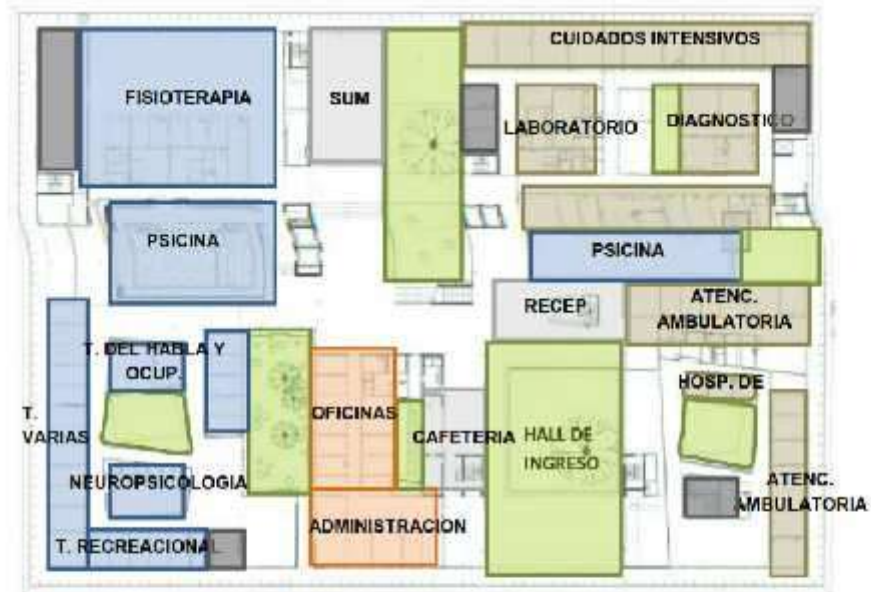 CUIDADOS INTENSIVOS
FISIOTERAPIA
SUM
LABORATORIO
DIAGNOSTICO
PSICINA
PSICINA
RECEP.
ATENC.
AMBULATORIA
T. DEL HABLA Y
OCUP.
T.
VARIAS
OFICINAS
CAFETERIA
HALL DE
INGRESO
HOSP. DE
NEUROPSICOLOGIA
ATENC.
AMBULATORIA
ADMINISTRACION
T. RECREACIONAL